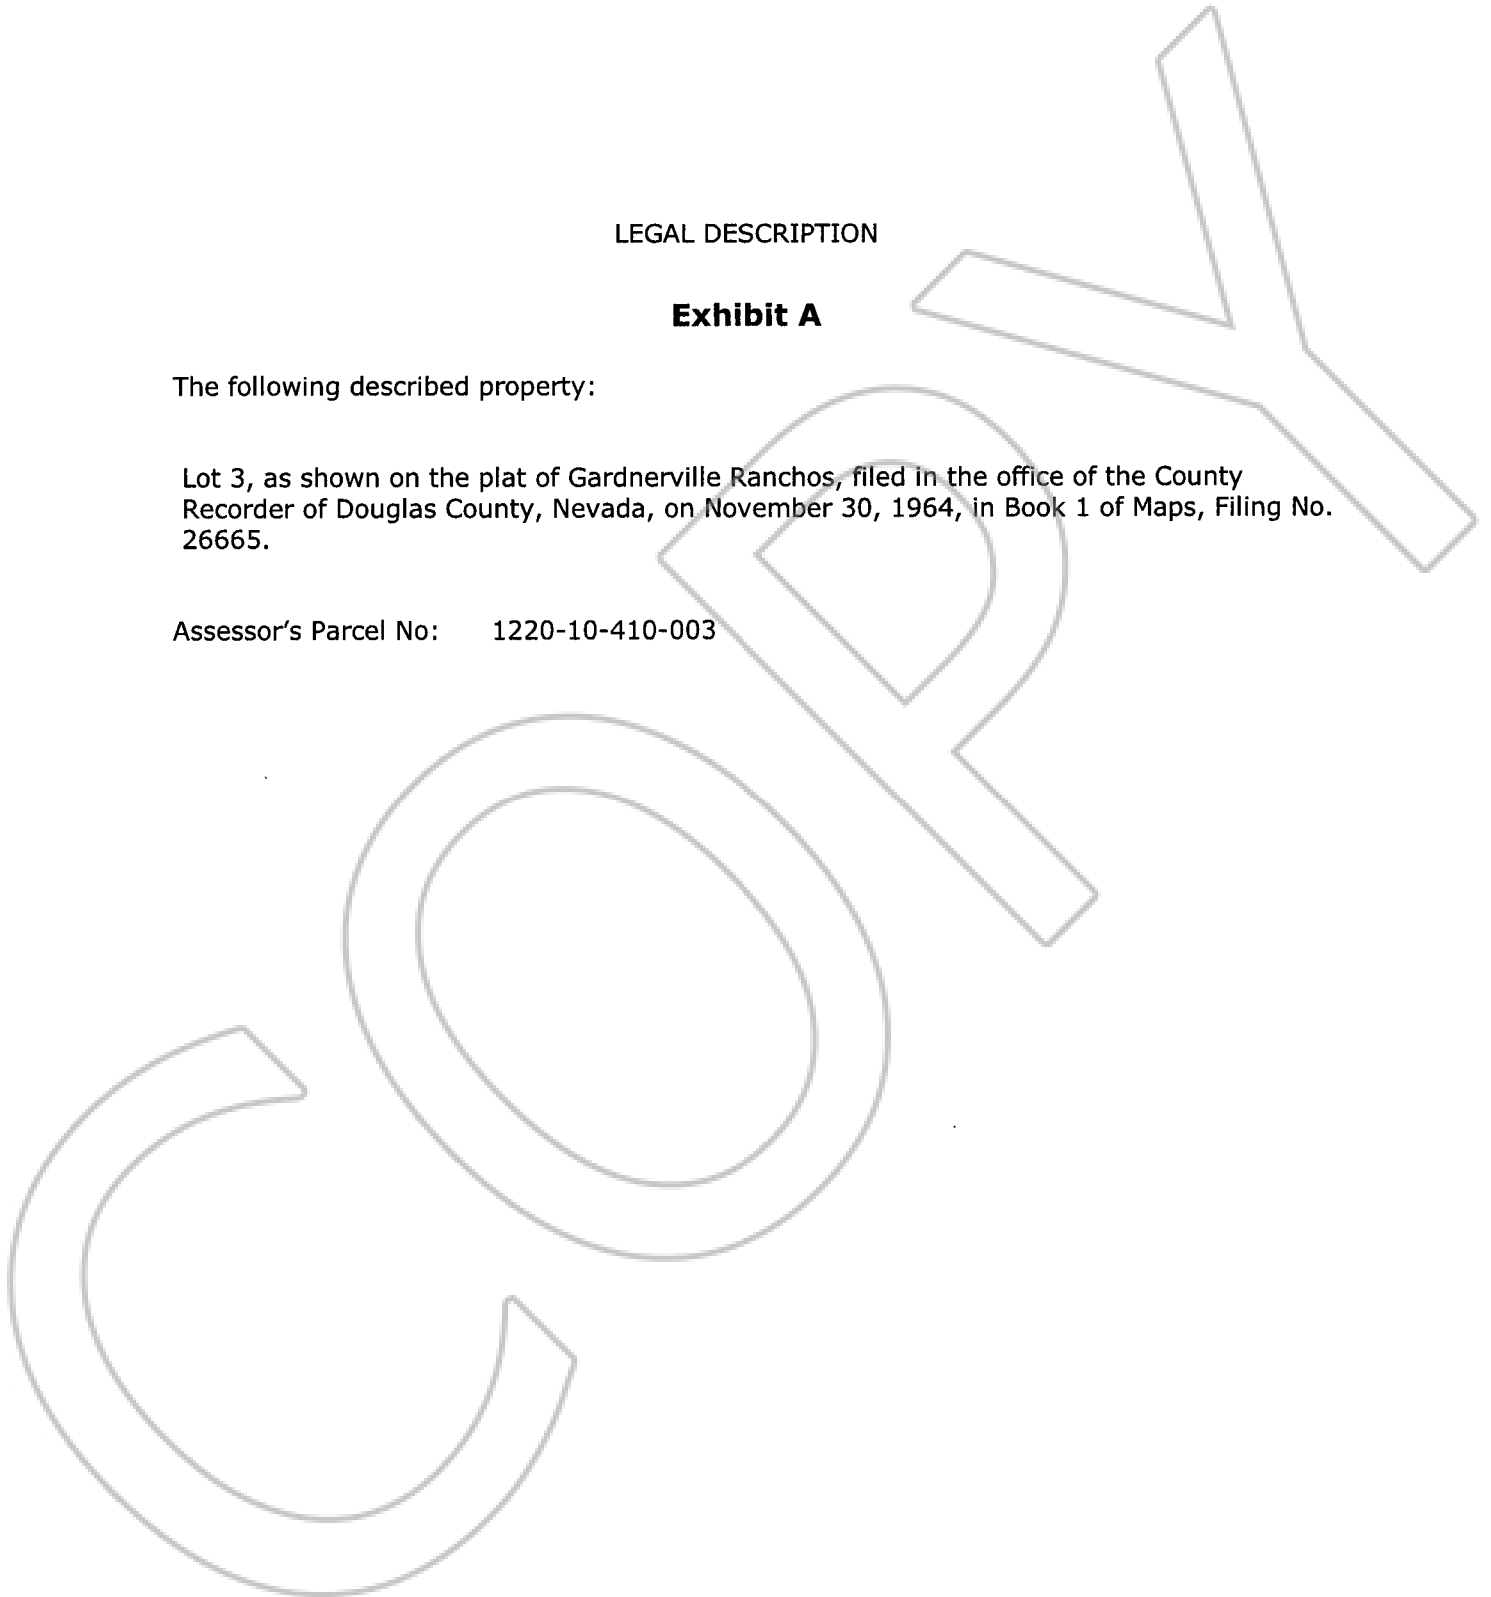 LEGAL DESCRIPTION
Exhibit A
The following described property:
Lot 3, as shown on the plat of Gardnerville Ranchos, filed in the office of the County
Recorder of Douglas County, Nevada, on November 30, 1964, in Book 1 of Maps, Filing No.
26665.
Assessor's Parcel No: 1220-10-410-003
COPY